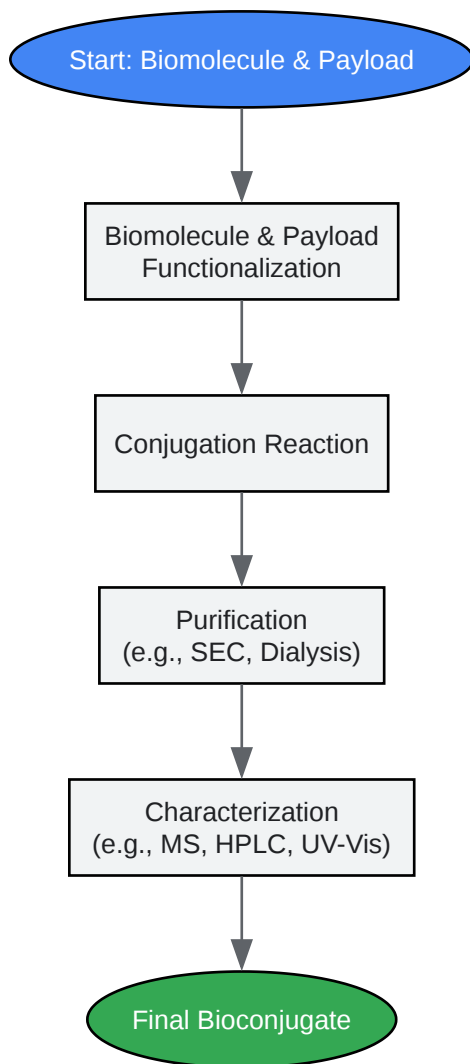 Start: Biomolecule & Payload
Biomolecule & Payload
Functionalization
Conjugation Reaction
Purification
(e.g., SEC, Dialysis)
Characterization
(e.g., MS, HPLC, UV-Vis)
Final Bioconjugate